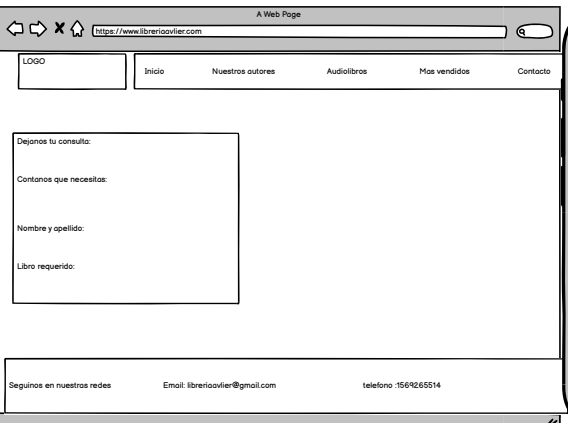 A Web Page
https://www.libreriaavlier.com
LOGO
Inicio Nuestros autores Audiolibros Mas vendidos Contacto
Dejanos tu consulta:
Contanos que necesitas:
Nombre y apellido:
Libro requerido:
Seguinos en nuestras redes Email: libreriaavlier@gmail.com telefono :1569265514